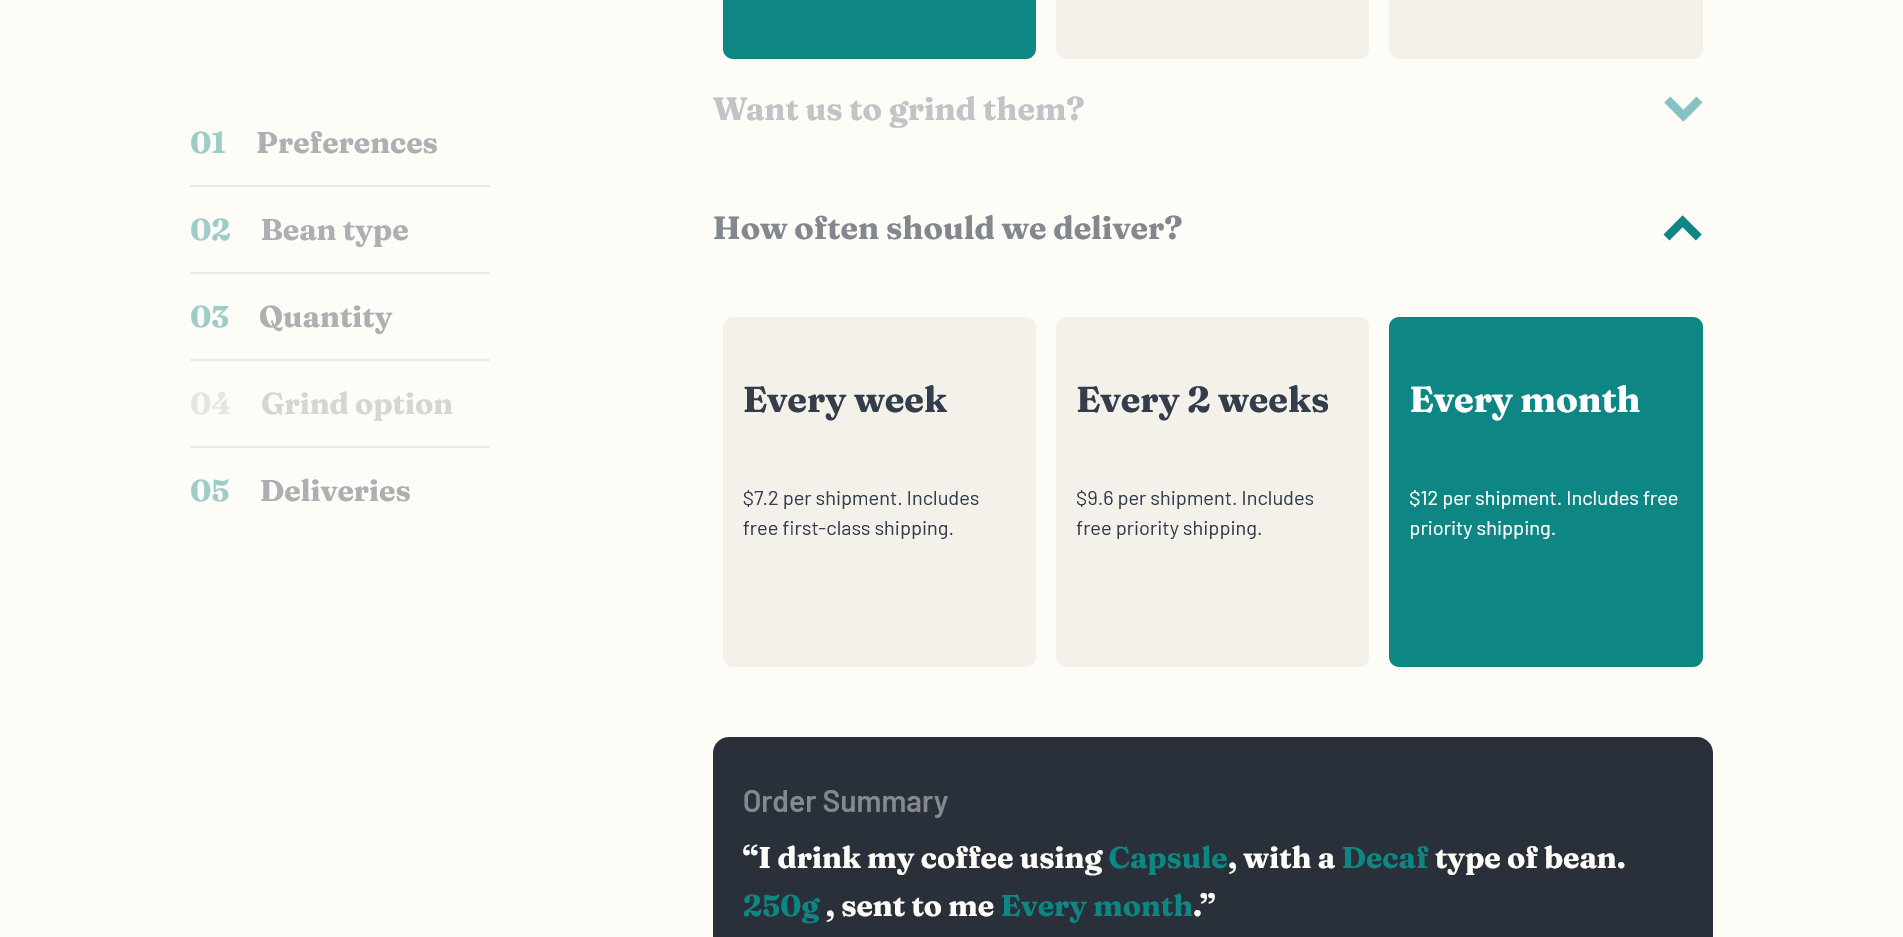 Want us to grind them?
01 Preferences
02 Bean type
03 Quantity
04 Grind option
05 Deliveries
How often should we deliver?
Every week
$7.2 per shipment. Includes
free first-class shipping.
Every 2 weeks
$9.6 per shipment. Includes
free priority shipping.
Every month
$12 per shipment. Includes free
priority shipping.
Order Summary
“I drink my coffee using Capsule, with a Decaf type of bean.
250g , sent to me Every month.”